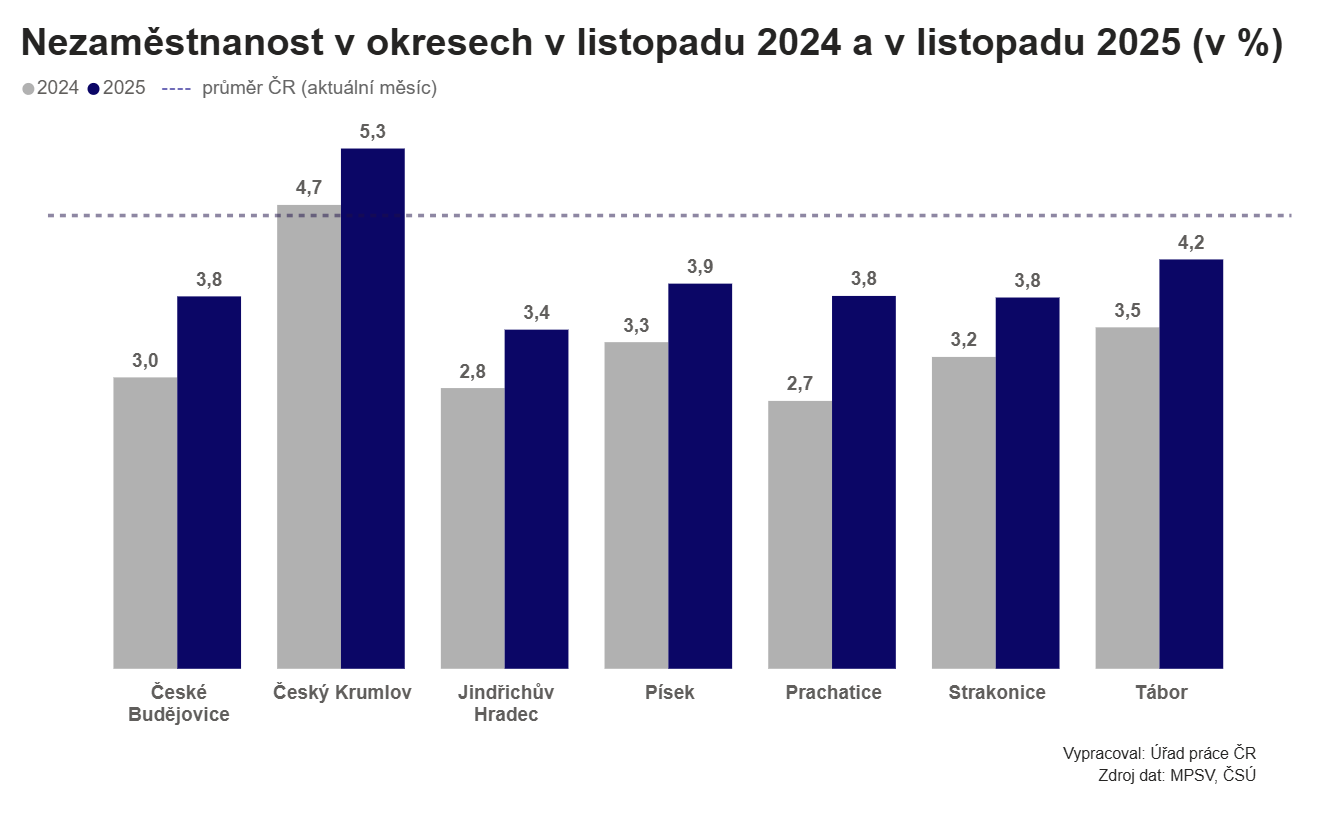 Nezaměstnanost v okresech v listopadu 2024 a v listopadu 2025 (v %)
2024 2025 průměr ČR (aktuální měsíc)
3,0
3,8
4,7
5,3
2,8
3,4
3,3
3,9
2,7
3,8
3,2
3,8
3,5
4,2
České
Budějovice
Český Krumlov
Jindřichův
Hradec
Písek
Prachatice
Strakonice
Tábor
Vypracoval: Úřad práce ČR
Zdroj dat: MPSV, ČSÚ